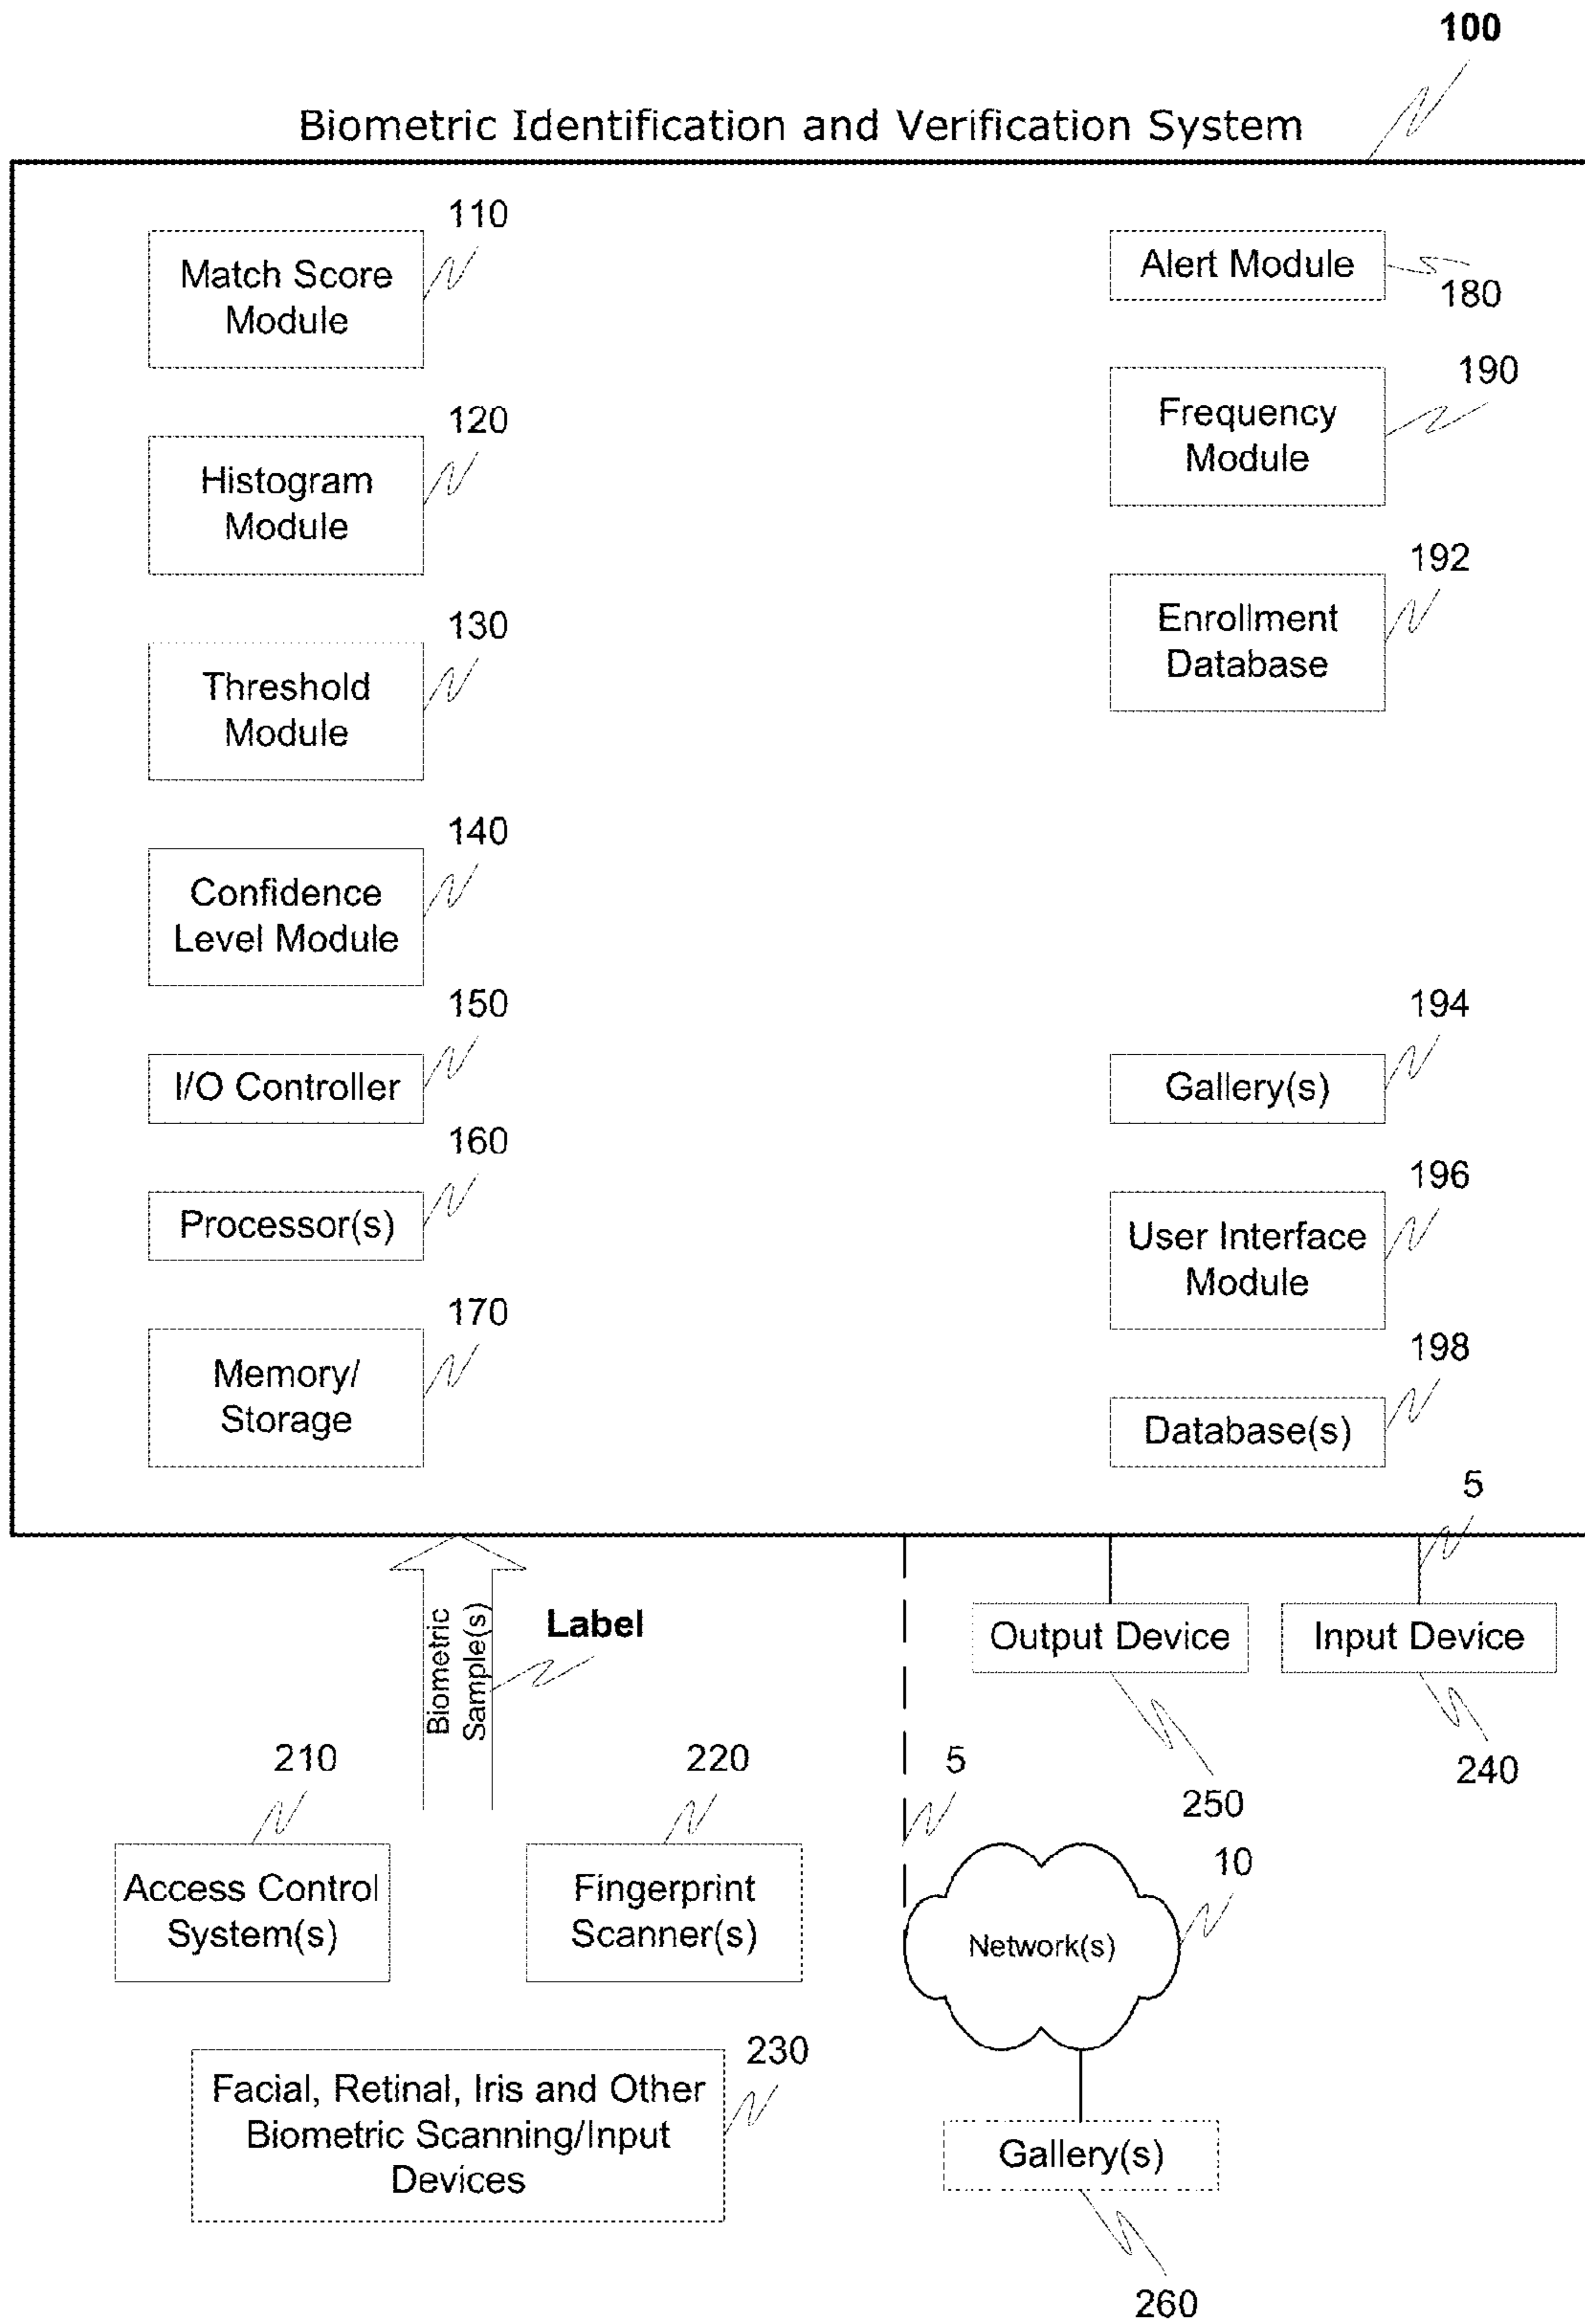 100
Biometric Identification and Verification System
110
Match Score
Module
120
Histogram
Module
130
Threshold
Module
140
Confidence
Level Module
150
I/O Controller
160
Processor(s)
170
Memory/
Storage
Alert Module
180
190
Frequency
Module
192
Enrollment
Database
194
Gallery(s)
196
User Interface
Module
198
Database(s)
5
Biometric
Sample(s)
Label
Output Device
250
Input Device
240
210
Access Control
System(s)
220
Fingerprint
Scanner(s)
230
Facial, Retinal, Iris and Other
Biometric Scanning/Input
Devices
5
10
Network(s)
Gallery(s)
260